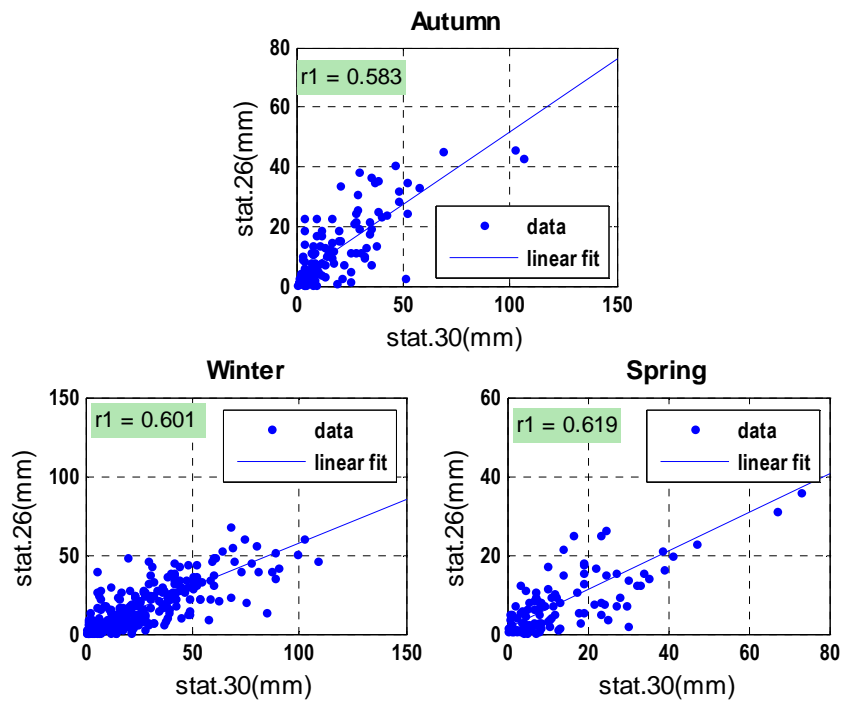 Autumn
80
r1 = 0.583
60
40
20
0
stat.26(mm)
data
linear fit
0 50 100 150
stat.30(mm)
Winter
150
r1 = 0.601
100
50
0
stat.26(mm)
data
linear fit
0 50 100 150
stat.30(mm)
Spring
60
r1 = 0.619
40
20
0
stat.26(mm)
data
linear fit
0 20 40 60 80
stat.30(mm)